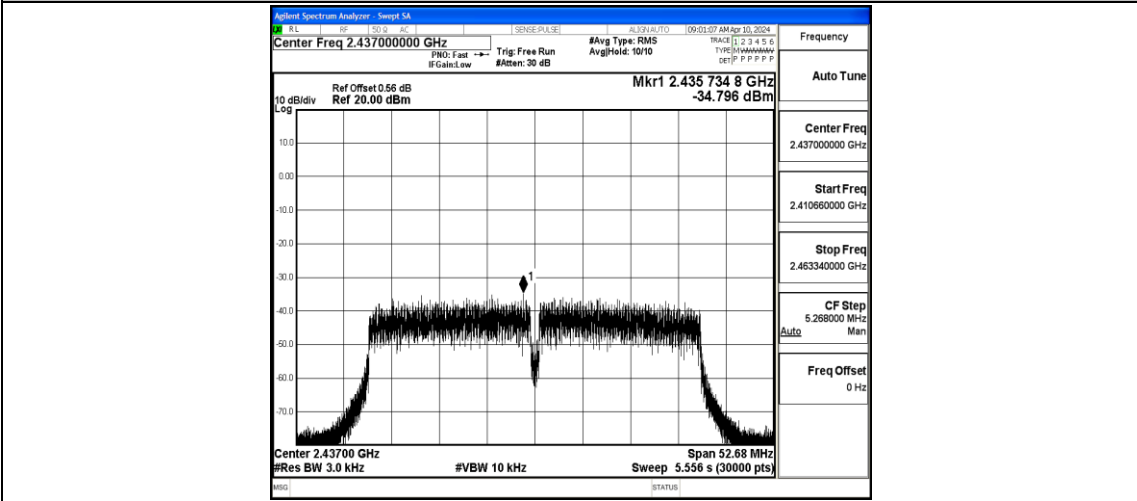 Agilent Spectrum Analyzer - Swept SA
RL RF 50 Ω AC SENSE:PULSE ALIGN AUTO 09:01:07 AM Apr 10, 2024
Center Freq 2.437000000 GHz #Avg Type: RMS TRACE 1 2 3 4 5 6
PNO: Fast Trig: Free Run Avg|Hold: 10/10 TYPE M
IFGain:Low #Atten: 30 dB DET P P P P P P
Ref Offset 0.56 dB Mkr1 2.435 734 8 GHz
10 dB/div Ref 20.00 dBm -34.796 dBm
Log
10.0
0.00
-10.0
-20.0
-30.0
1
-40.0
-50.0
-60.0
-70.0
Center 2.43700 GHz Span 52.68 MHz
#Res BW 3.0 kHz #VBW 10 kHz Sweep 5.556 s (30000 pts)
MSG STATUS
Frequency
Auto Tune
Center Freq
2.437000000 GHz
Start Freq
2.410660000 GHz
Stop Freq
2.463340000 GHz
CF Step
5.268000 MHz
Auto Man
Freq Offset
0 Hz